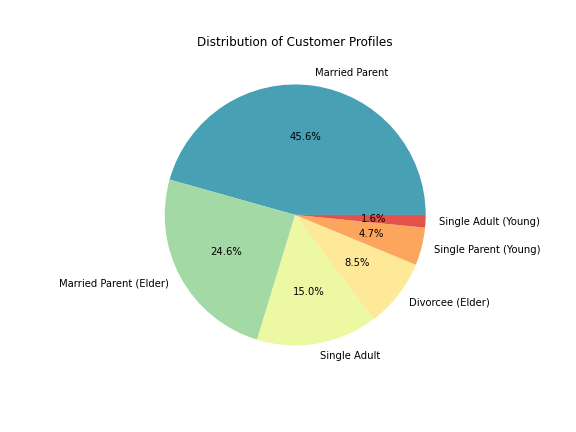 Distribution of Customer Profiles
Married Parent
45.6%
1.6%
Single Adult (Young)
4.7%
Single Parent (Young)
24.6%
8.5%
Married Parent (Elder)
15.0%
Divorcee (Elder)
Single Adult